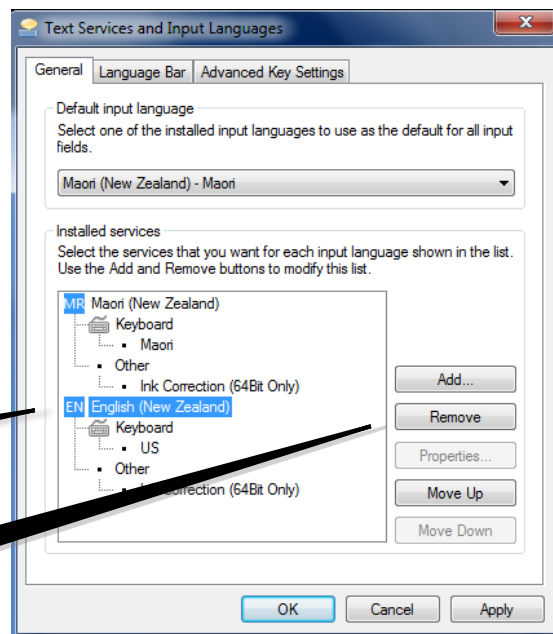 Text Services and Input Languages
General Language Bar Advanced Key Settings
Default input language
Select one of the installed input languages to use as the default for all input
fields.
Maori (New Zealand) - Maori
Installed services
Select the services that you want for each input language shown in the list.
Use the Add and Remove buttons to modify this list.
MR Maori (New Zealand)
Keyboard
Maori
Other
Ink Correction (64Bit Only)
EN English (New Zealand)
Keyboard
US
Other
(64Bit Only)
Add...
Remove
Properties...
Move Up
Move Down
OK Cancel Apply